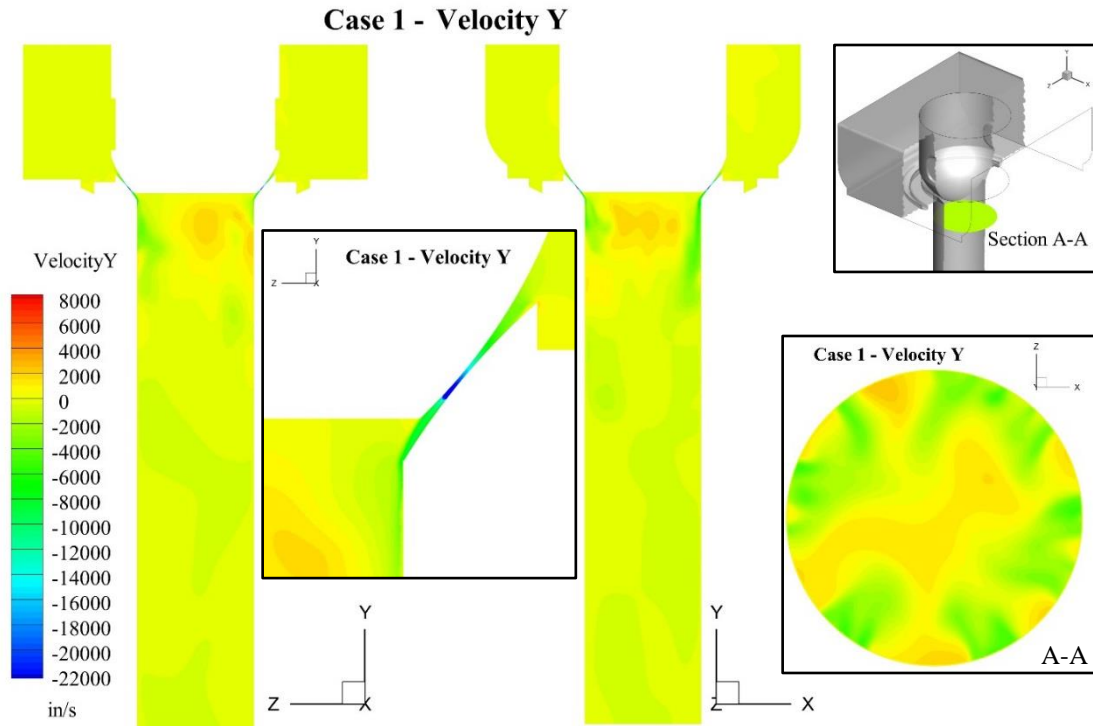 Case 1 - Velocity Y
Y
Z
X
Section A-A
Y
Z
X
Case 1 - Velocity Y
VelocityY
8000
6000
4000
2000
0
-2000
-4000
-6000
-8000
-10000
-12000
-14000
-16000
-18000
-20000
-22000
in/s
Case 1 - Velocity Y
Z
Y
X
A-A
Y
Z
X
Y
Z
X